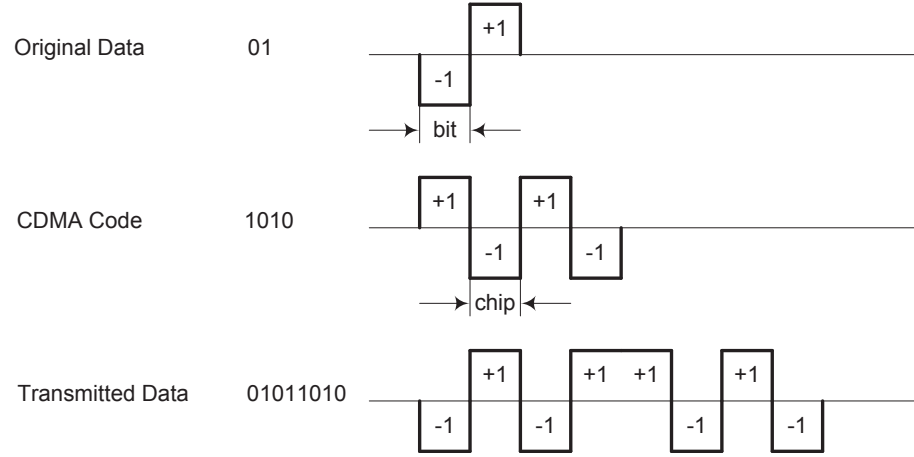 +1
Original Data 01
-1
bit
+1 +1
CDMA Code 1010
-1 -1
chip
+1 +1 +1 +1
Transmitted Data 01011010
-1 -1 -1 -1